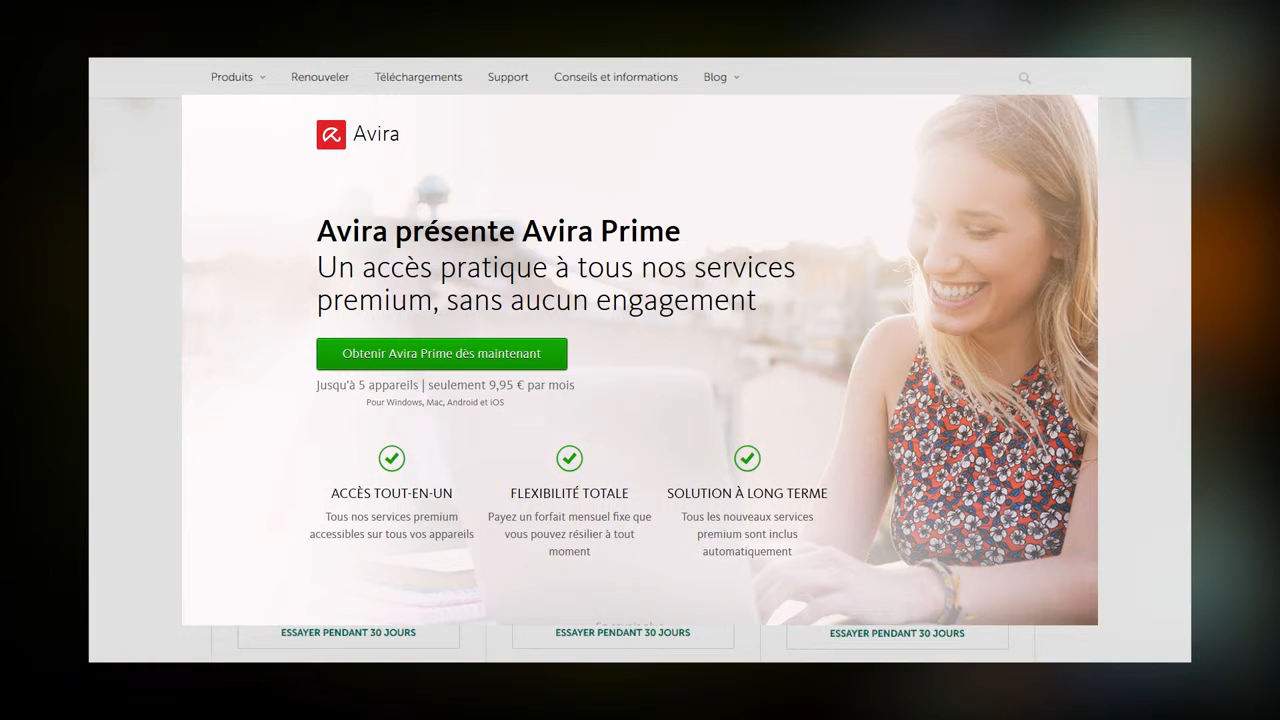 Produits
Renouveler
Téléchargements
Support
Conseils et informations
Blog
Avira
Avira présente Avira Prime
Un accès pratique à tous nos services
premium, sans aucun engagement
Obtenir Avira Prime dès maintenant
Jusqu'à 5 appareils | seulement 9,95 € par mois
Pour Windows, Mac, Android et iOS
ACCÈS TOUT-EN-UN
Tous nos services premium
accessibles sur tous vos appareils
FLEXIBILITÉ TOTALE
Payez un forfait mensuel fixe que
vous pouvez résilier à tout
moment
SOLUTION À LONG TERME
Tous les nouveaux services
premium sont inclus
automatiquement
ESSAYER PENDANT 30 JOURS
ESSAYER PENDANT 30 JOURS
ESSAYER PENDANT 30 JOURS